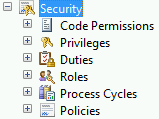 Security
Code Permissions
Privileges
Duties
Roles
Process Cycles
Policies